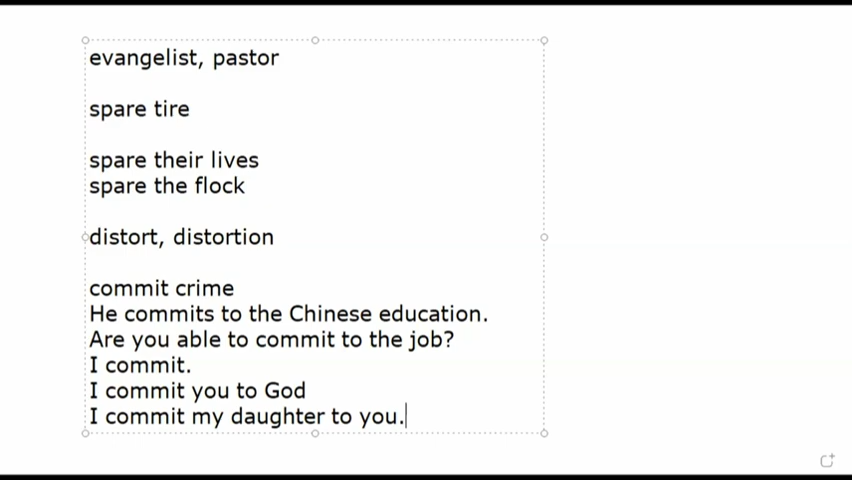 evangelist, pastor
spare tire
spare their lives
spare the flock
distort, distortion
commit crime
He commits to the Chinese education.
Are you able to commit to the job?
I commit.
I commit you to God
I commit my daughter to you.